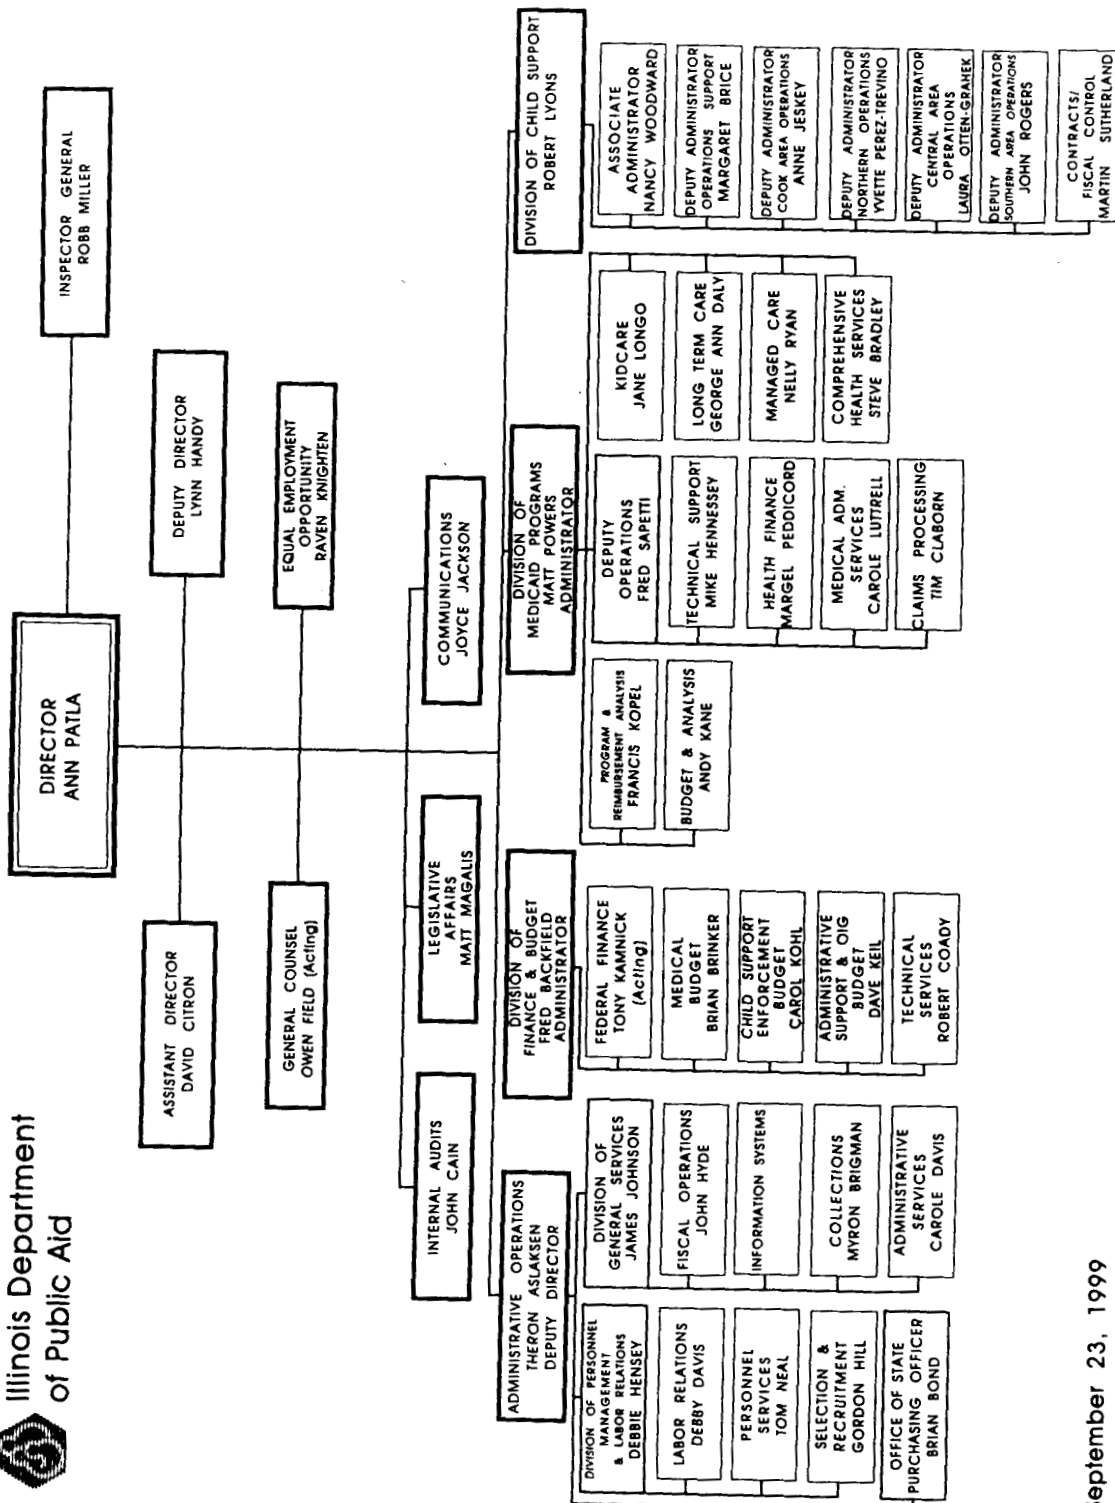 Illinois Department
of Public Aid
DIRECTOR
ANN PATLA
INSPECTOR GENERAL
ROBB MILLER
ASSISTANT DIRECTOR
DAVID CITRON
DEPUTY DIRECTOR
LYNN HANDY
GENERAL COUNSEL
OWEN FIELD (Acting)
EQUAL EMPLOYMENT
OPPORTUNITY
RAVEN KNIGHTEN
INTERNAL AUDITS
JOHN CAIN
LEGISLATIVE
AFFAIRS
MATT MAGALIS
COMMUNICATIONS
JOYCE JACKSON
ADMINISTRATIVE OPERATIONS
THERON ASLAKSEN
DEPUTY DIRECTOR
DIVISION OF
FINANCE & BUDGET
FRED BACKFIELD
ADMINISTRATOR
DIVISION OF
MEDICAID PROGRAMS
MATT POWERS
ADMINISTRATOR
DIVISION OF CHILD SUPPORT
ROBERT LYONS
DIVISION OF PERSONNEL
MANAGEMENT
& LABOR RELATIONS
DEBBIE HENSEY
LABOR RELATIONS
DEBBY DAVIS
PERSONNEL
SERVICES
TOM NEAL
SELECTION &
RECRUITMENT
GORDON HILL
OFFICE OF STATE
PURCHASING OFFICER
BRIAN BOND
DIVISION OF
GENERAL SERVICES
JAMES JOHNSON
FISCAL OPERATIONS
JOHN HYDE
INFORMATION SYSTEMS
COLLECTIONS
MYRON BRIGMAN
ADMINISTRATIVE
SERVICES
CAROLE DAVIS
FEDERAL FINANCE
TONY KAMNICK
(Acting)
MEDICAL
BUDGET
BRIAN BRINKER
CHILD SUPPORT
ENFORCEMENT
BUDGET
CAROL KOHL
ADMINISTRATIVE
SUPPORT & OIG
BUDGET
DAVE KEIL
TECHNICAL
SERVICES
ROBERT COADY
PROGRAM &
REIMBURSEMENT ANALYSIS
FRANCIS KOPEL
BUDGET & ANALYSIS
ANDY KANE
DEPUTY
OPERATIONS
FRED SAPETTI
TECHNICAL SUPPORT
MIKE HENNESSEY
HEALTH FINANCE
MARGEL PEDDICORD
MEDICAL ADM.
SERVICES
CAROLE LUTTRELL
CLAIMS PROCESSING
TIM CLABORN
KIDCARE
JANE LONGO
LONG TERM CARE
GEORGE ANN DALY
MANAGED CARE
NELLY RYAN
COMPREHENSIVE
HEALTH SERVICES
STEVE BRADLEY
ASSOCIATE
ADMINISTRATOR
NANCY WOODWARD
DEPUTY ADMINISTRATOR
OPERATIONS SUPPORT
MARGARET BRICE
DEPUTY ADMINISTRATOR
COOK AREA OPERATIONS
ANNE JESKEY
DEPUTY ADMINISTRATOR
NORTHERN OPERATIONS
YVETTE PEREZ-TREVINO
DEPUTY ADMINISTRATOR
CENTRAL AREA
OPERATIONS
LAURA OTTEN-GRAHEK
DEPUTY ADMINISTRATOR
SOUTHERN AREA OPERATIONS
JOHN ROGERS
CONTRACTS/
FISCAL CONTROL
MARTIN SUTHERLAND
September 23, 1999